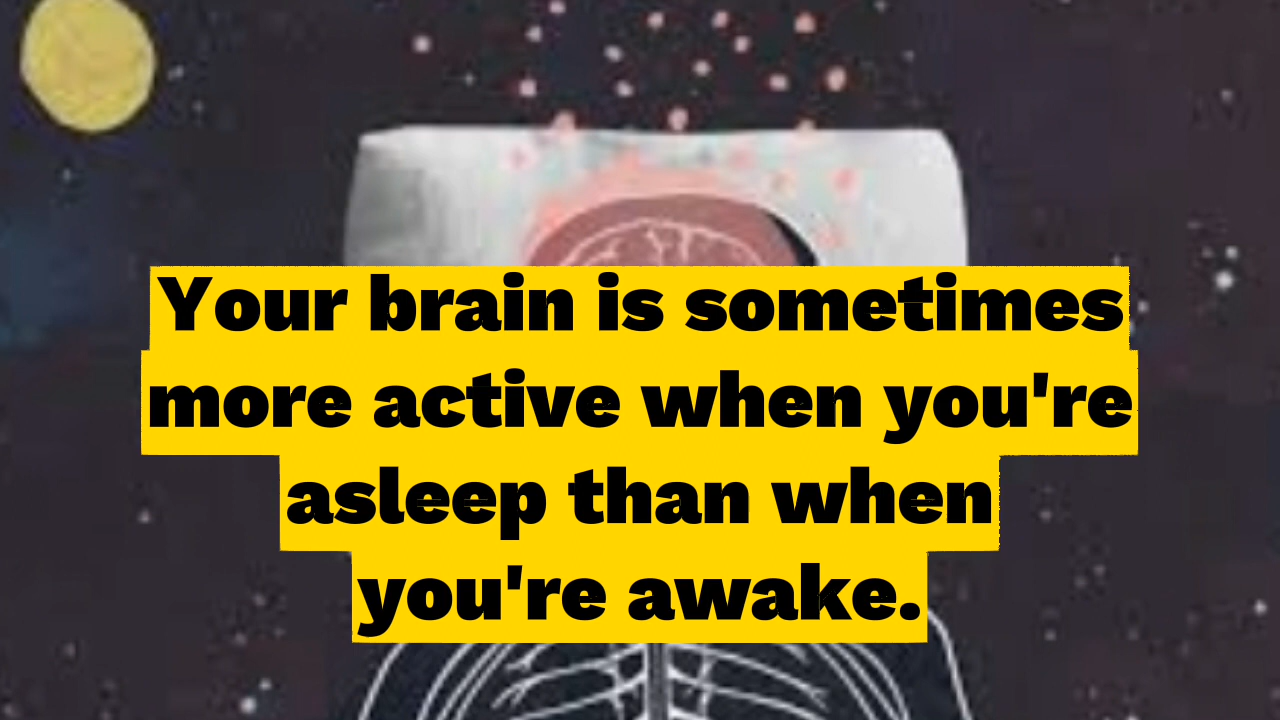 Your brain is sometimes
more active when you're
asleep than when
you're awake.